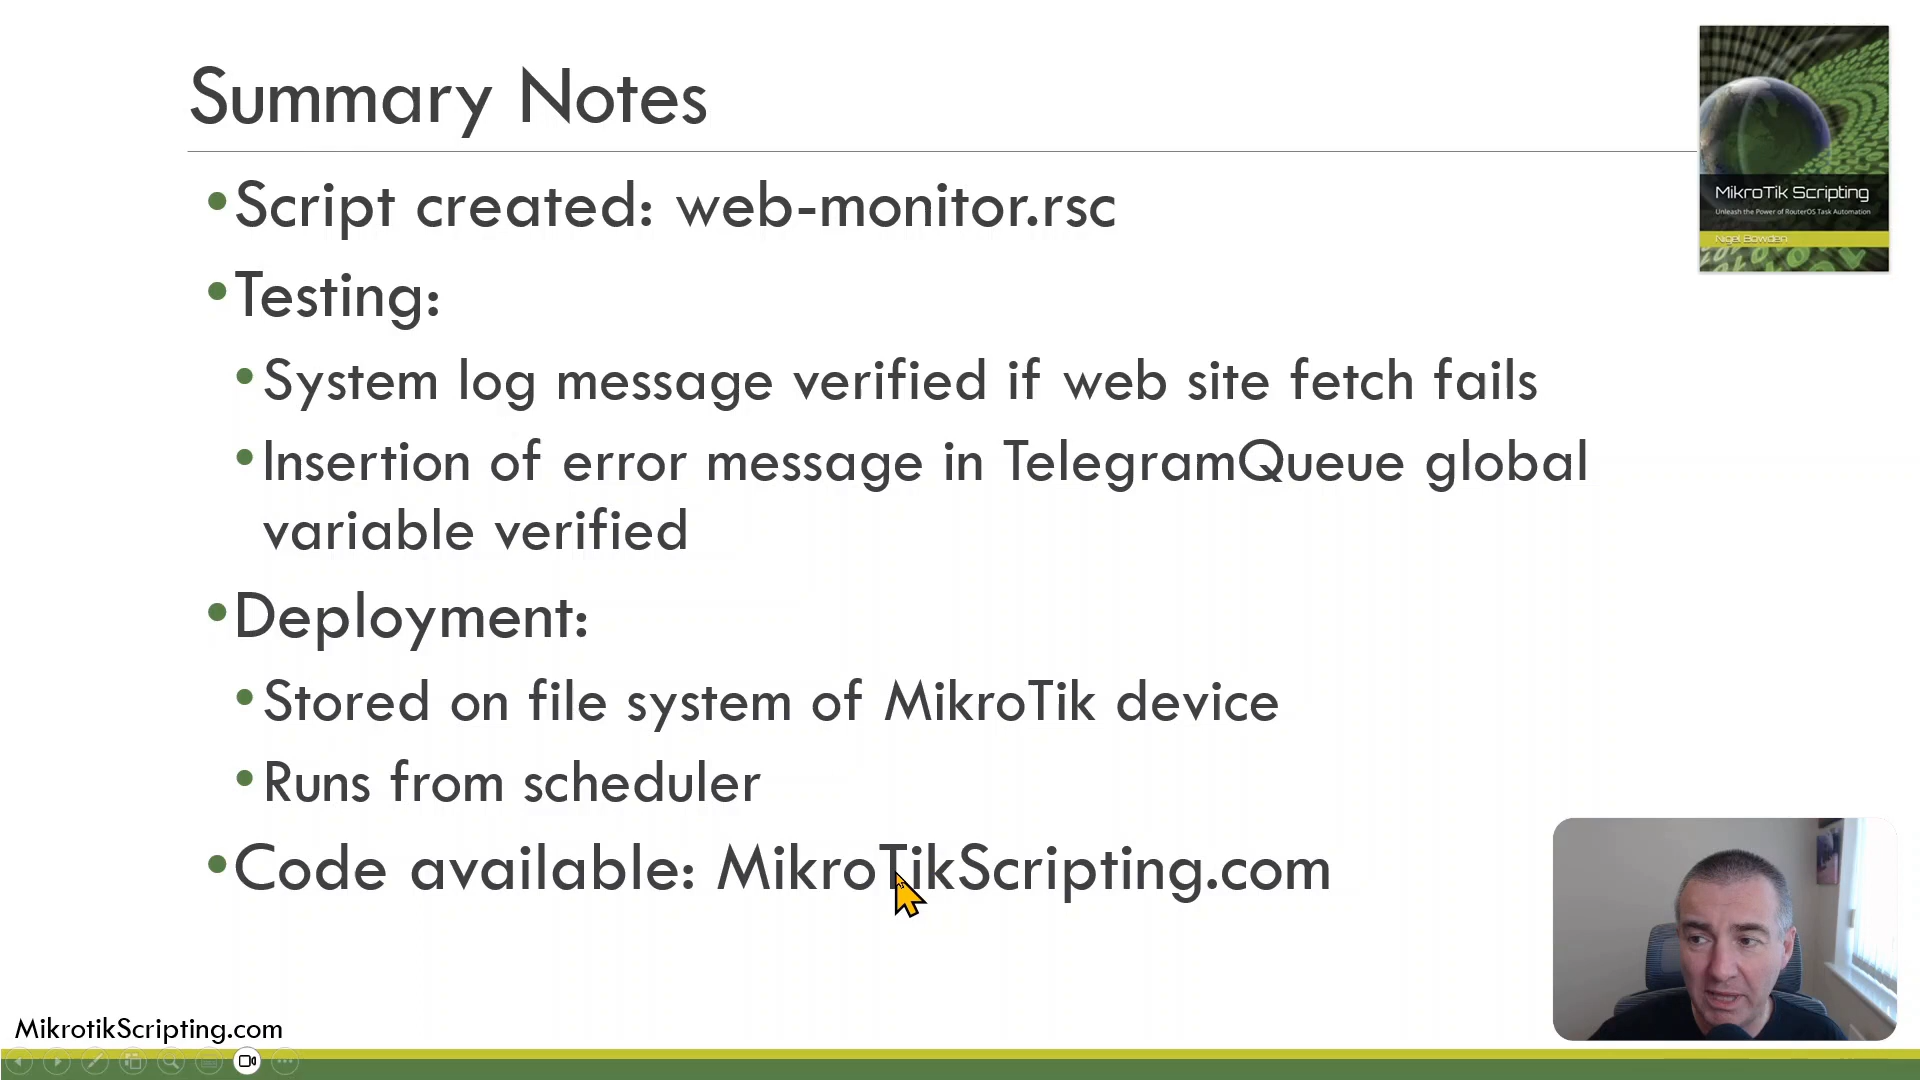 Summary Notes
MikroTik Scripting
Unleash the Power of RouterOS Task Automation
Nigel Bowden
•Script created: web-monitor.rsc
•Testing:
•System log message verified if web site fetch fails
•Insertion of error message in TelegramQueue global
variable verified
•Deployment:
•Stored on file system of MikroTik device
•Runs from scheduler
•Code available: MikroTikScripting.com
MikrotikScripting.com